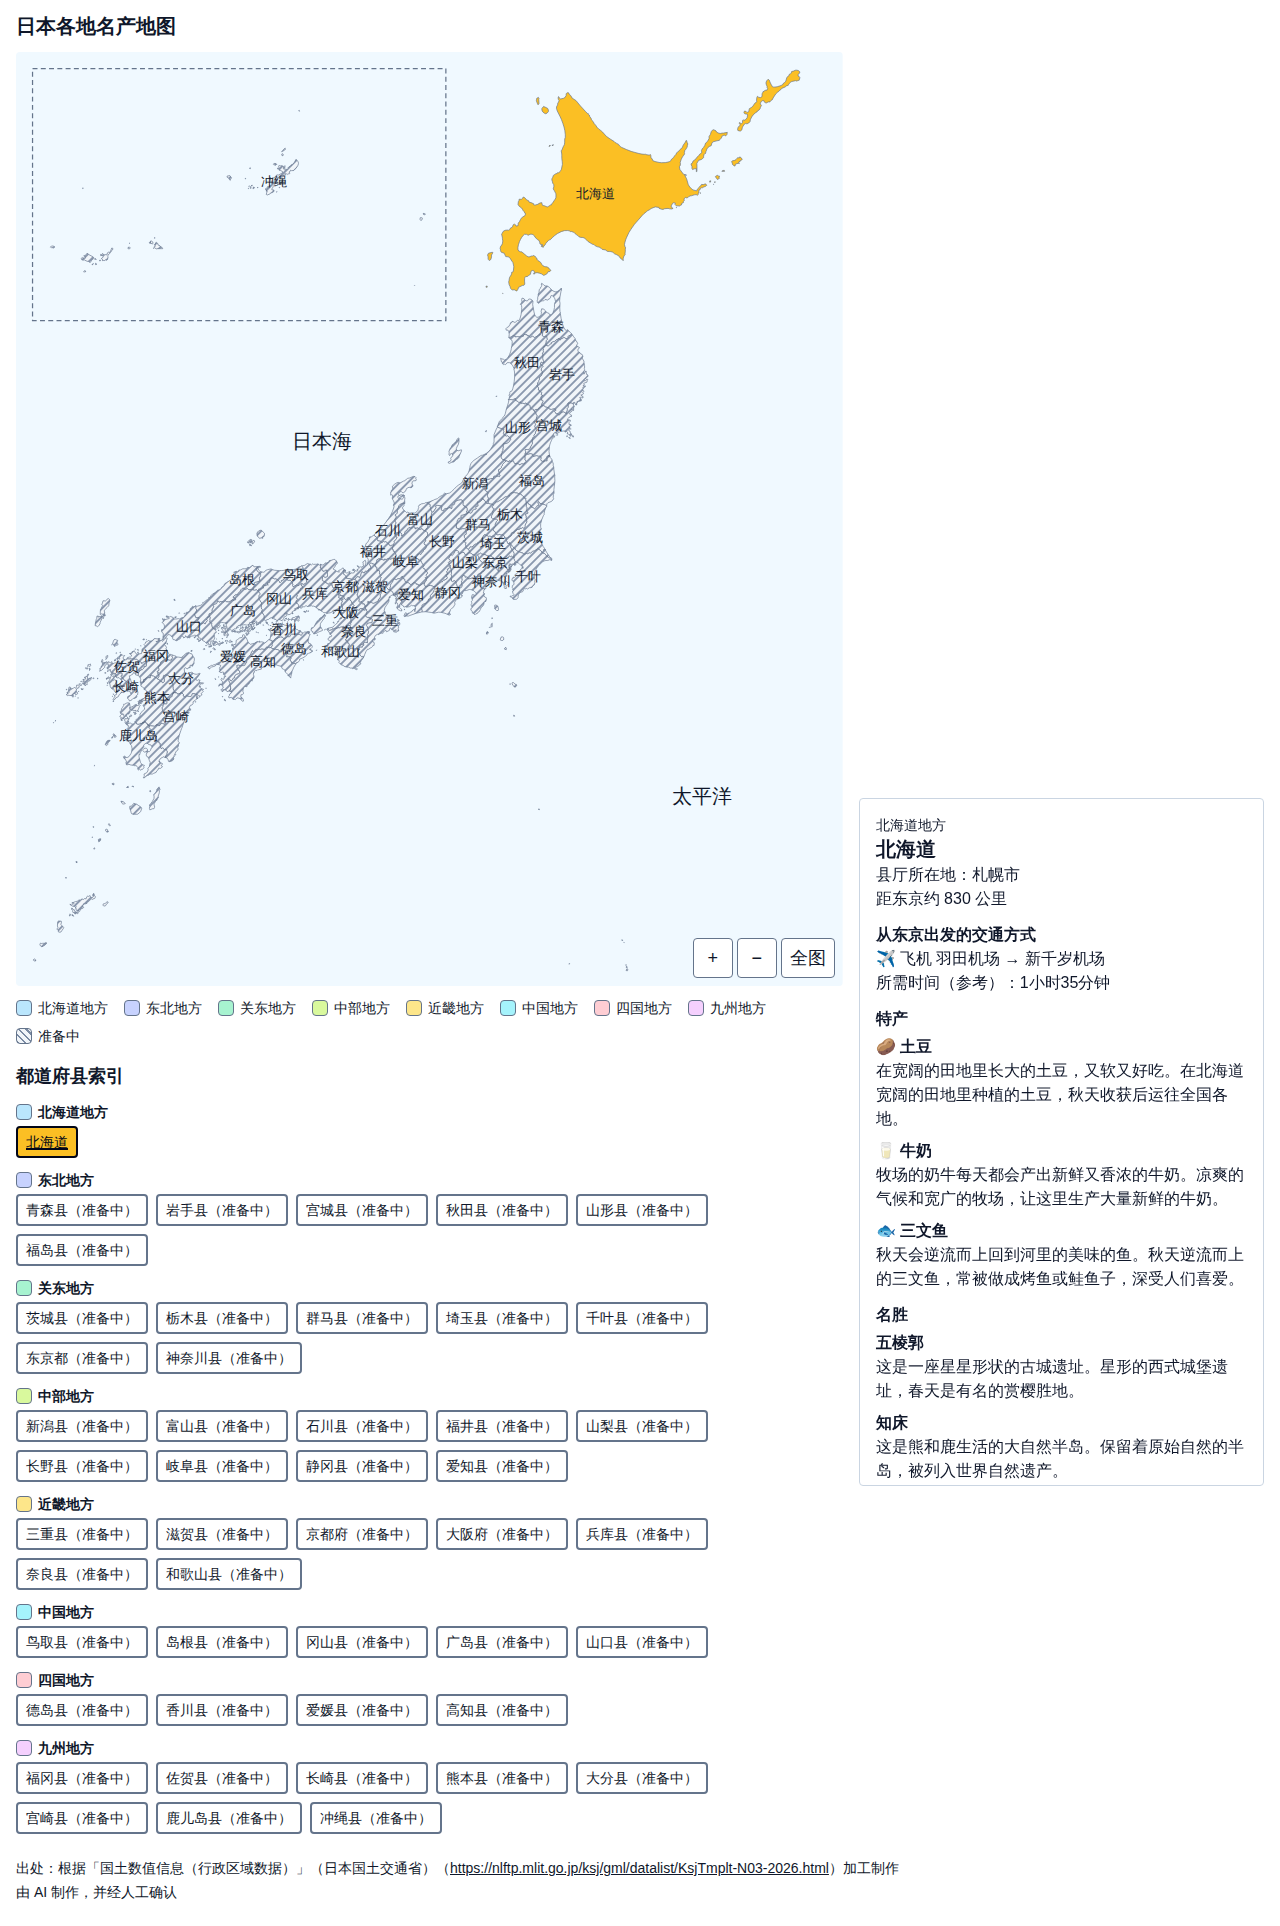 日本各地名产地图
冲绳
北海道
青森
秋田
岩手
山形
宫城
日本海
新潟
福岛
富山
石川
群马
栃木
长野
埼玉
茨城
福井
岐阜
山梨
东京
神奈川
千叶
岛根
鸟取
冈山
兵库
京都
滋贺
爱知
静冈
广岛
大阪
三重
山口
香川
奈良
德岛
和歌山
爱媛
高知
福冈
佐贺
大分
长崎
熊本
宫崎
鹿儿岛
太平洋
+
−
全图
北海道地方
东北地方
关东地方
中部地方
近畿地方
中国地方
四国地方
九州地方
准备中
都道府县索引
北海道地方
北海道
东北地方
青森县（准备中）
岩手县（准备中）
宫城县（准备中）
秋田县（准备中）
山形县（准备中）
福岛县（准备中）
关东地方
茨城县（准备中）
栃木县（准备中）
群马县（准备中）
埼玉县（准备中）
千叶县（准备中）
东京都（准备中）
神奈川县（准备中）
中部地方
新潟县（准备中）
富山县（准备中）
石川县（准备中）
福井县（准备中）
山梨县（准备中）
长野县（准备中）
岐阜县（准备中）
静冈县（准备中）
爱知县（准备中）
近畿地方
三重县（准备中）
滋贺县（准备中）
京都府（准备中）
大阪府（准备中）
兵库县（准备中）
奈良县（准备中）
和歌山县（准备中）
中国地方
鸟取县（准备中）
岛根县（准备中）
冈山县（准备中）
广岛县（准备中）
山口县（准备中）
四国地方
德岛县（准备中）
香川县（准备中）
爱媛县（准备中）
高知县（准备中）
九州地方
福冈县（准备中）
佐贺县（准备中）
长崎县（准备中）
熊本县（准备中）
大分县（准备中）
宫崎县（准备中）
鹿儿岛县（准备中）
冲绳县（准备中）
北海道地方
北海道
县厅所在地：札幌市
距东京约 830 公里
从东京出发的交通方式
✈️ 飞机 羽田机场 → 新千岁机场
所需时间（参考）：1小时35分钟
特产
🥔 土豆
在宽阔的田地里长大的土豆，又软又好吃。在北海道
宽阔的田地里种植的土豆，秋天收获后运往全国各
地。
🥛 牛奶
牧场的奶牛每天都会产出新鲜又香浓的牛奶。凉爽的
气候和宽广的牧场，让这里生产大量新鲜的牛奶。
🐟 三文鱼
秋天会逆流而上回到河里的美味的鱼。秋天逆流而上
的三文鱼，常被做成烤鱼或鲑鱼子，深受人们喜爱。
名胜
五棱郭
这是一座星星形状的古城遗址。星形的西式城堡遗
址，春天是有名的赏樱胜地。
知床
这是熊和鹿生活的大自然半岛。保留着原始自然的半
岛，被列入世界自然遗产。
出处：根据「国土数值信息（行政区域数据）」（日本国土交通省）（https://nlftp.mlit.go.jp/ksj/gml/datalist/KsjTmplt-N03-2026.html）加工制作
由 AI 制作，并经人工确认